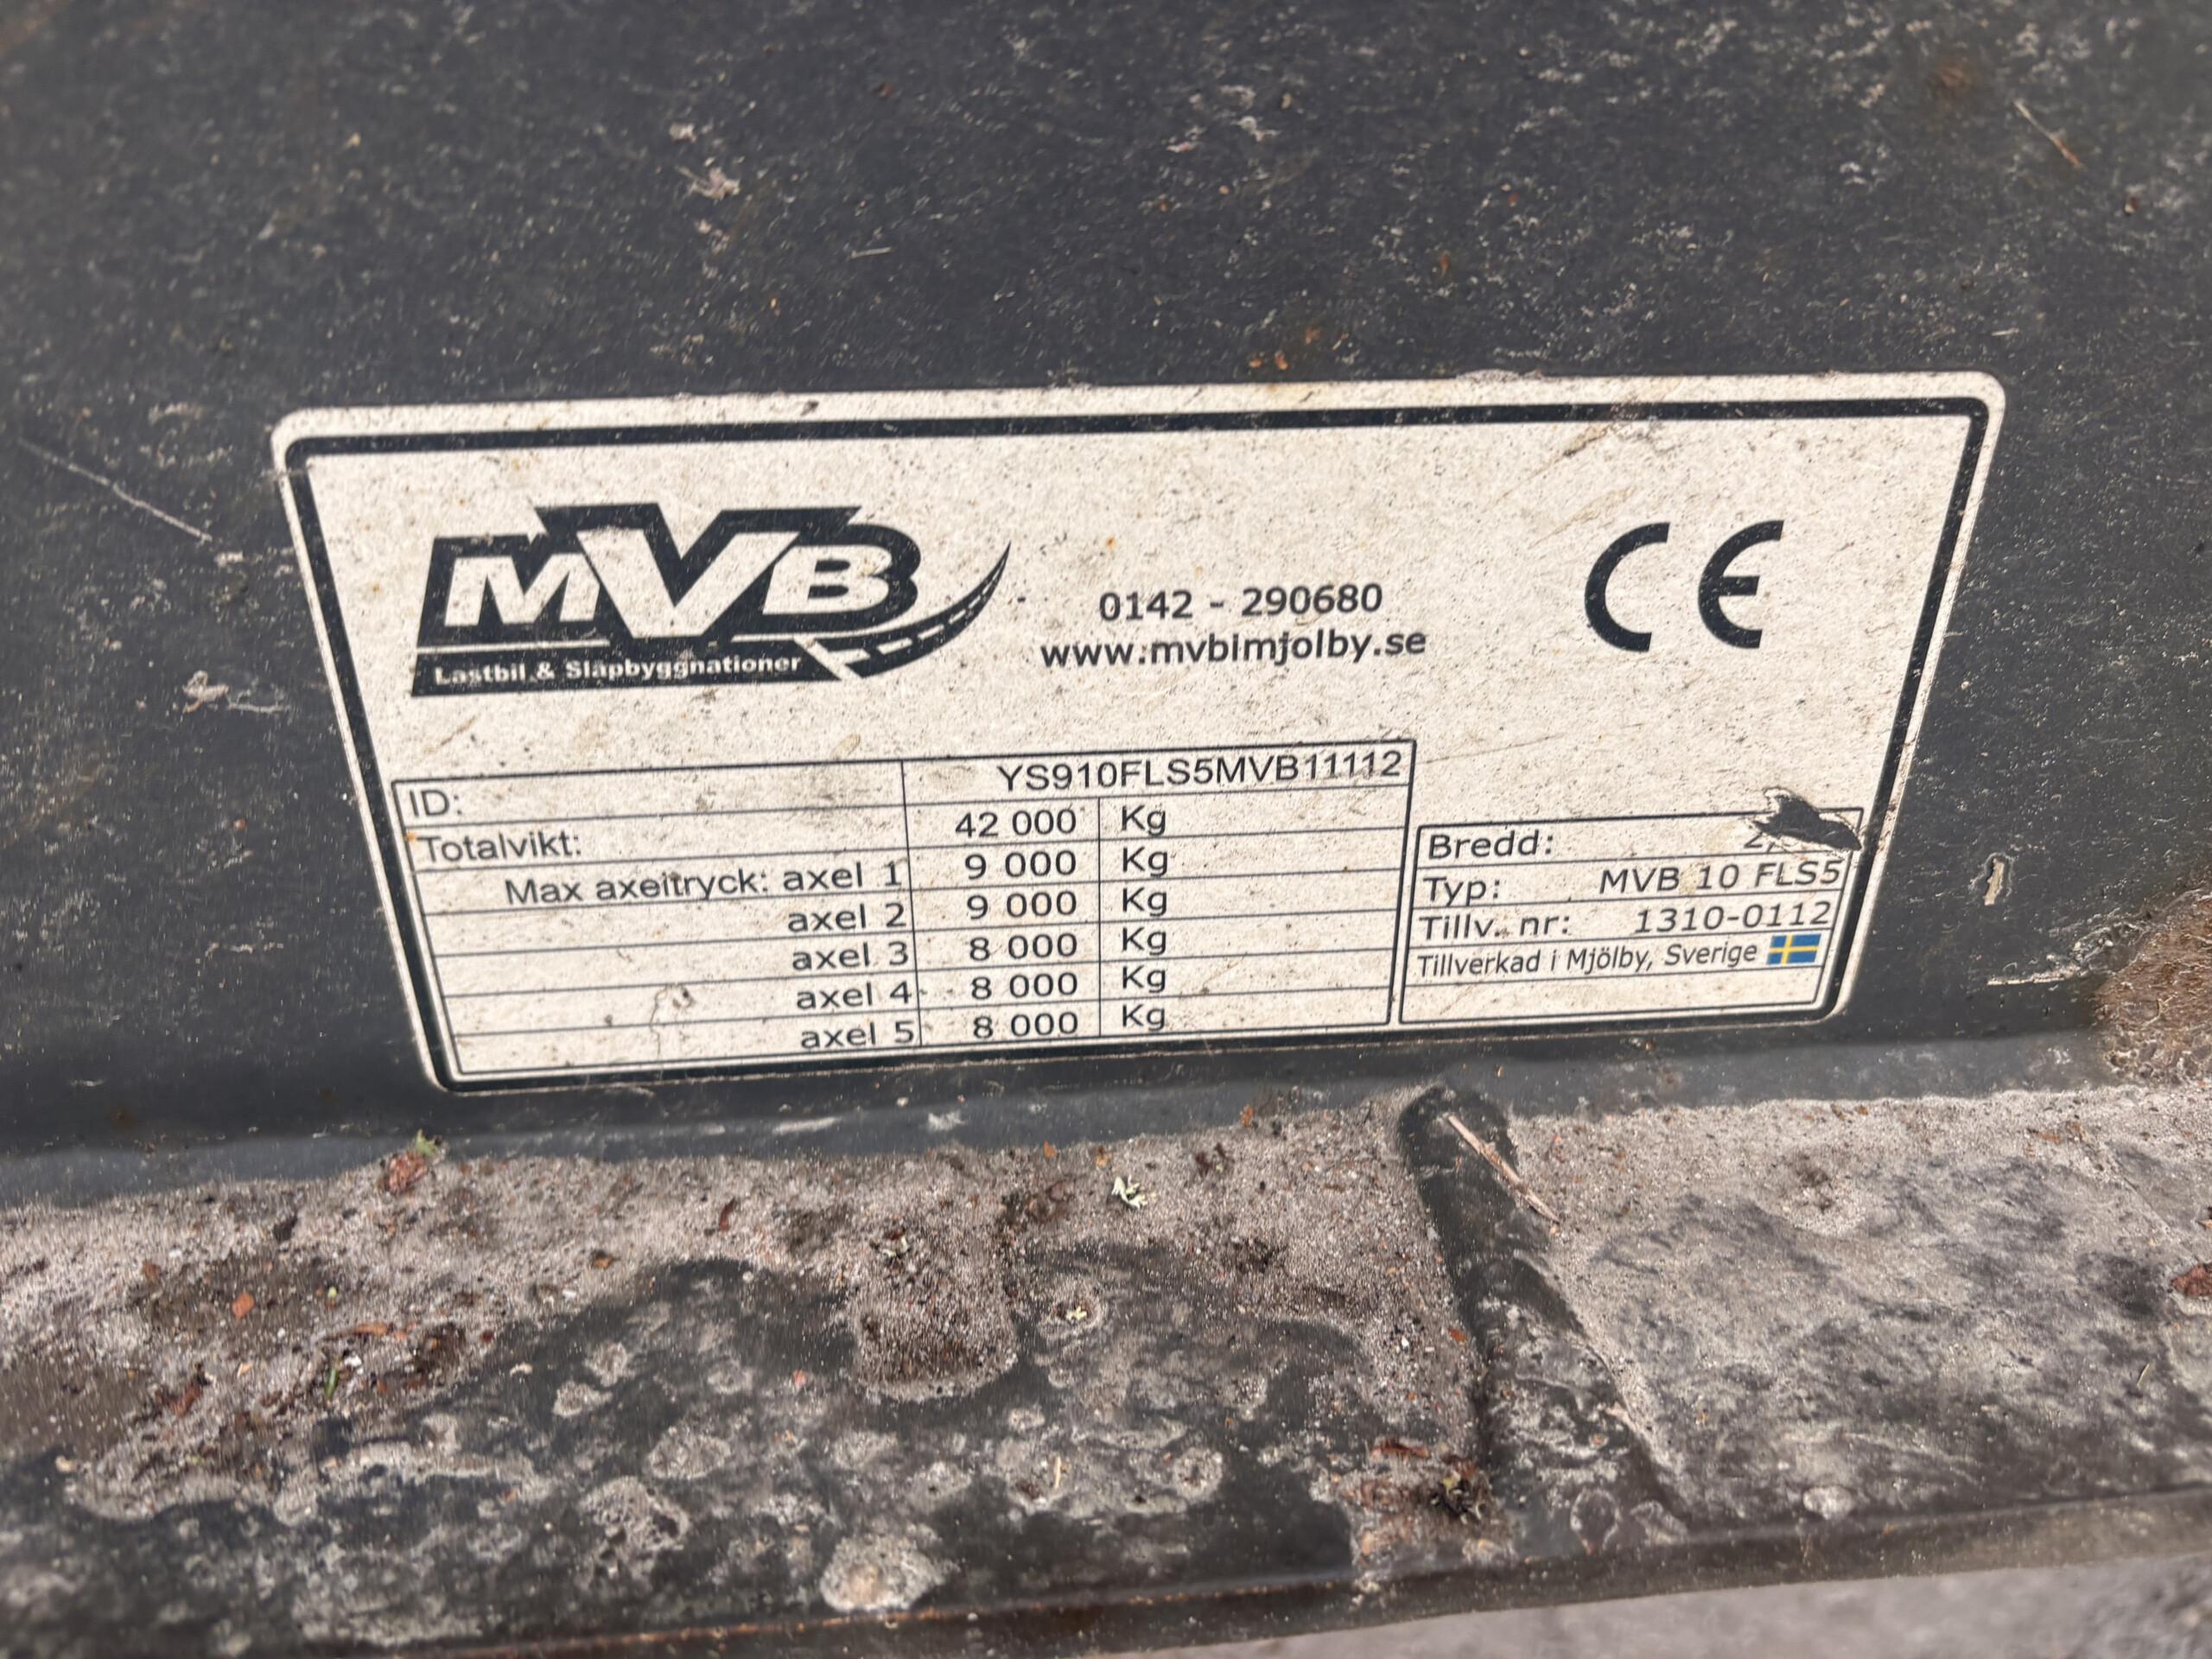 MVB
Lastbil & Släpbyggnationer
0142 - 290680
www.mvbimjolby.se
CE
ID: YS910FLS5MVB11112
Totalvikt: 42 000 Kg
Max axeltryck: axel 1 9 000 Kg
axel 2 9 000 Kg
axel 3 8 000 Kg
axel 4 8 000 Kg
axel 5 8 000 Kg
Bredd:
Typ: MVB 10 FLS5
Tillv. nr: 1310-0112
Tillverkad i Mjölby, Sverige